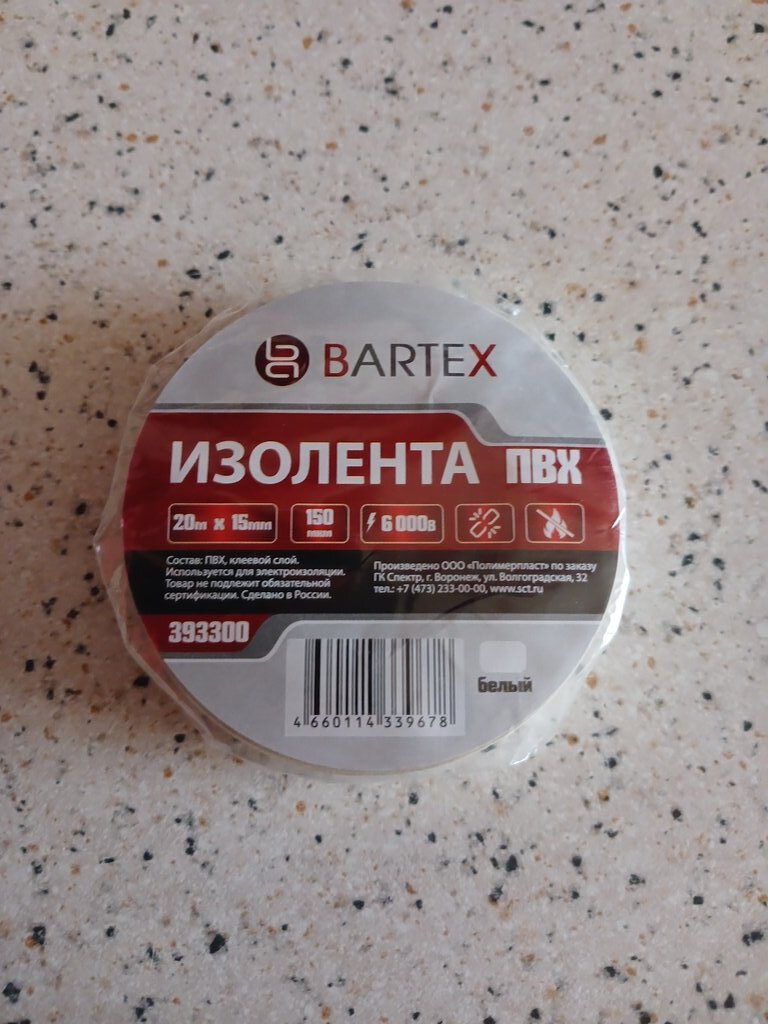 BARTEX
ИЗОЛЕНТА ПВХ
20м х 15мм 150 мкм 6 000в
Состав: ПВХ, клеевой слой.
Используется для электроизоляции.
Товар не подлежит обязательной
сертификации. Сделано в России.
Произведено ООО «Полимерпласт» по заказу
ГК Спектр, г. Воронеж, ул. Волгоградская, 32
тел.: +7 (473) 233-00-00, www.sct.ru
393300
белый
4 660114 339678